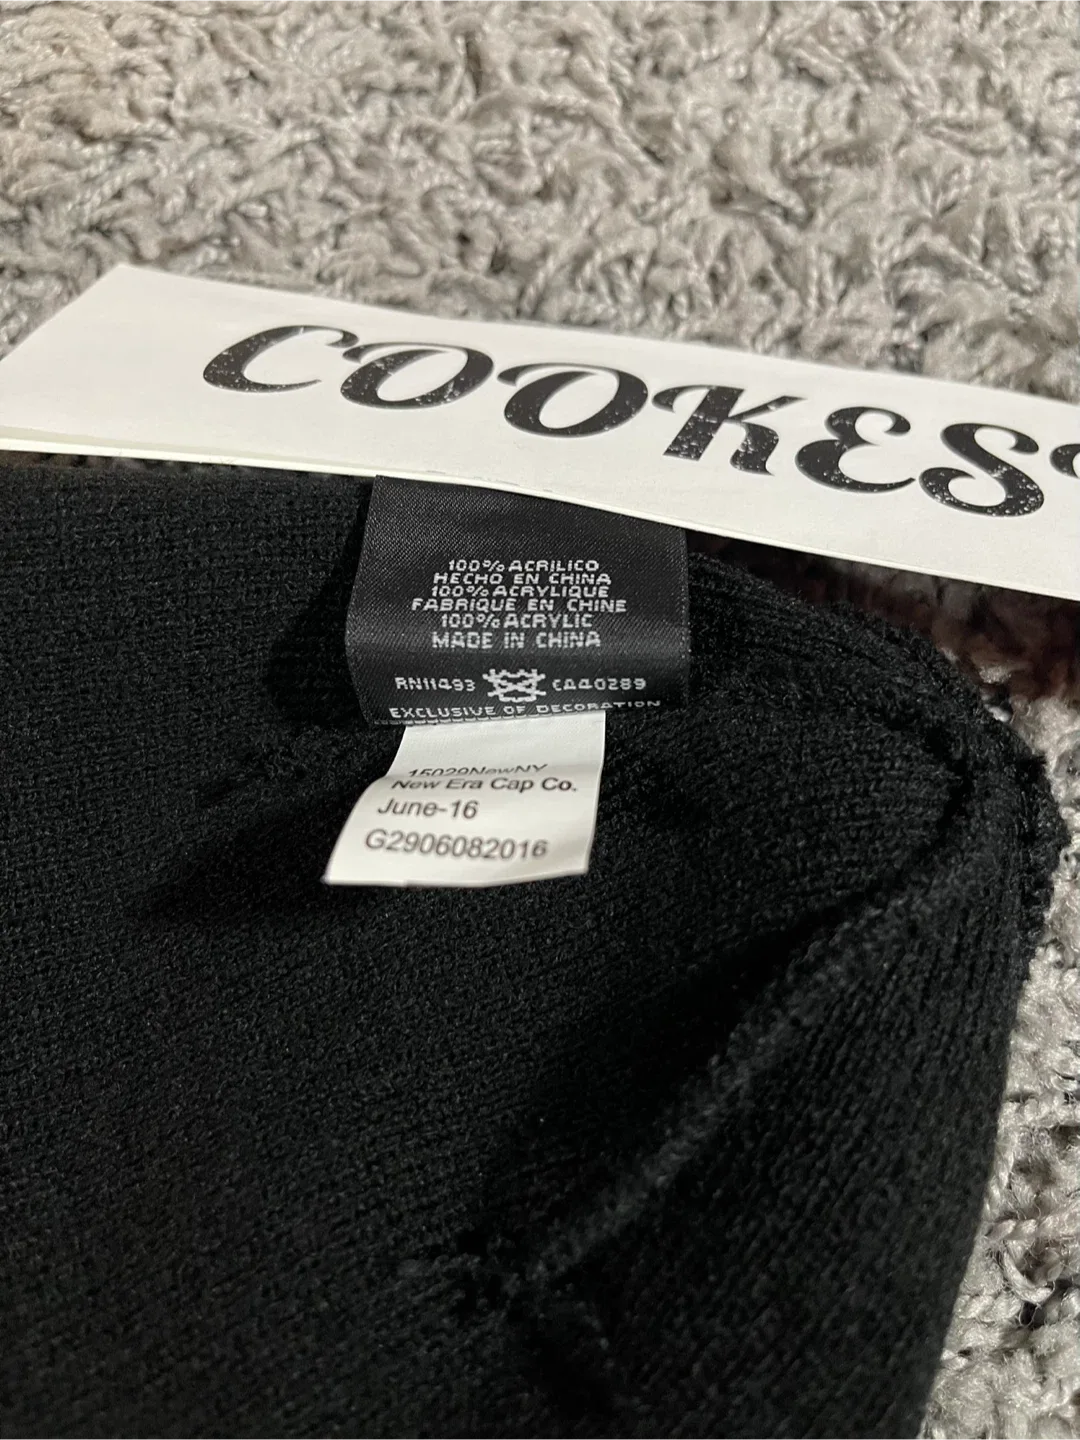 COOKES
100% ACRILICO
HECHO EN CHINA
100% ACRYLIQUE
FABRIQUE EN CHINE
100% ACRYLIC
MADE IN CHINA
RN11493 CA40289
EXCLUSIVE OF DECORATION
15029NewNY
New Era Cap Co.
June-16
G2906082016